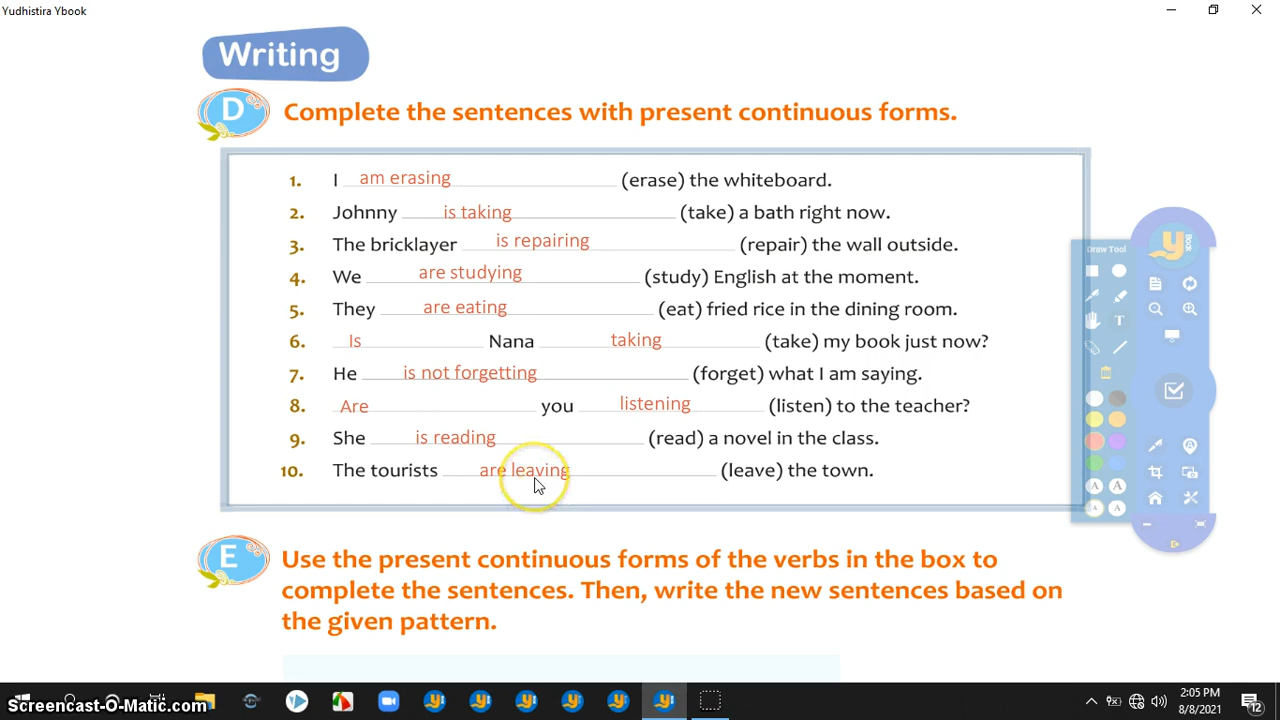 Yudhistira Ybook
Writing
D Complete the sentences with present continuous forms.
1. I am erasing (erase) the whiteboard.
2. Johnny is taking (take) a bath right now.
3. The bricklayer is repairing (repair) the wall outside.
4. We are studying (study) English at the moment.
5. They are eating (eat) fried rice in the dining room.
6. Is Nana taking (take) my book just now?
7. He is not forgetting (forget) what I am saying.
8. Are you listening (listen) to the teacher?
9. She is reading (read) a novel in the class.
10. The tourists are leaving (leave) the town.
E Use the present continuous forms of the verbs in the box to
complete the sentences. Then, write the new sentences based on
the given pattern.
Draw Tool
T
A A
A A
Y Book
Screencast-O-Matic.com
2:05 PM
8/8/2021
12